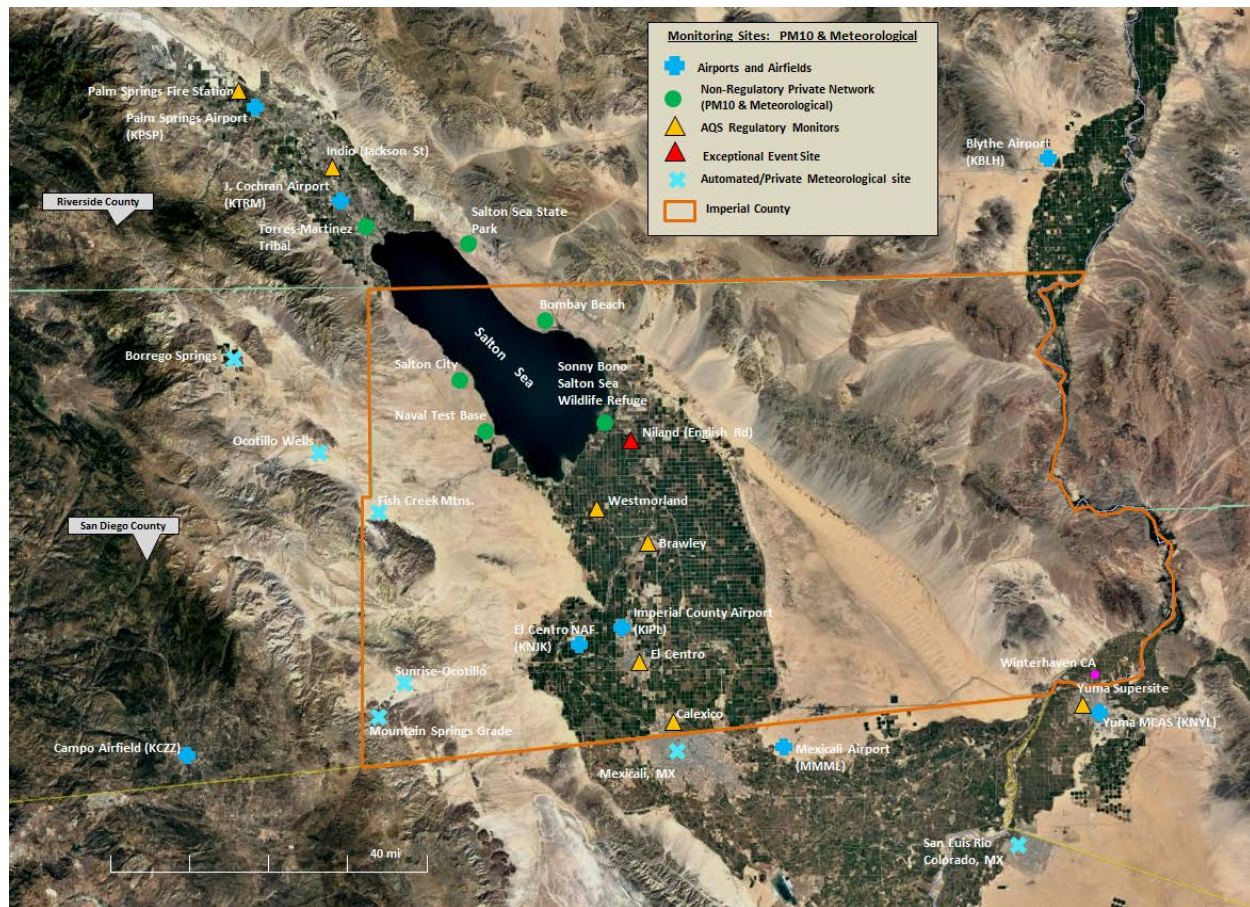 Monitoring Sites: PM10 & Meteorological
Airports and Airfields
Non-Regulatory Private Network
(PM10 & Meteorological)
AQS Regulatory Monitors
Exceptional Event Site
Automated/Private Meteorological site
Imperial County
Palm Springs Fire Station
Palm Springs Airport
(KPSP)
Indio (Jackson St)
J. Cochran Airport
(KTRM)
Blythe Airport
(KBLH)
Riverside County
Torres-Martinez
Tribal
Salton Sea State
Park
Bombay Beach
Borrego Springs
Salton City
Salton Sea
Sonny Bono
Salton Sea
Wildlife Refuge
Naval Test Base
Niland (English Rd)
Ocotillo Wells
Fish Creek Mtns.
Westmorland
San Diego County
Brawley
Imperial County Airport
(KIPL)
El Centro NAF
(KNJK)
El Centro
Sunrise-Ocotillo
Winterhaven CA
Yuma Supersite
Yuma MCAS (KNYL)
Calexico
Mountain Springs Grade
Campo Airfield (KCZZ)
Mexicali, MX
Mexicali Airport
(MMML)
San Luis Rio
Colorado, MX
40 mi